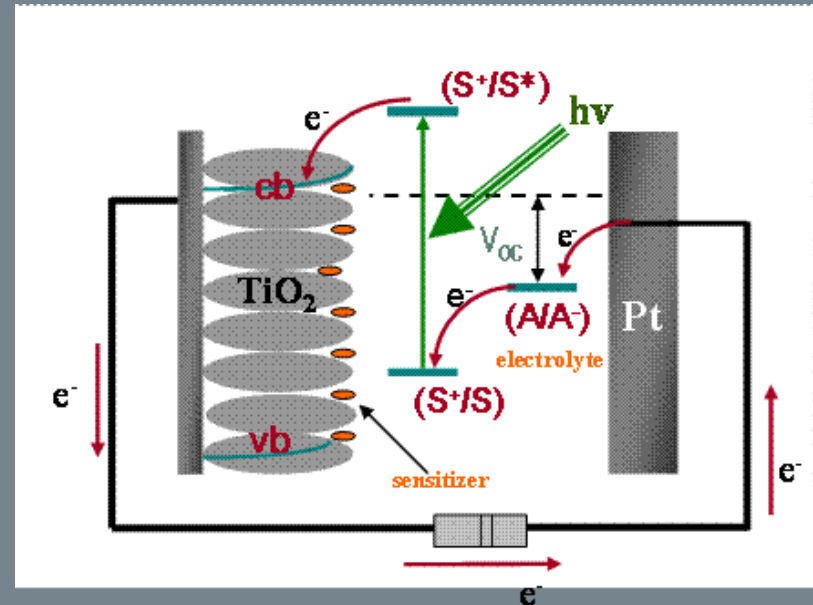 (S⁺/S*)
e⁻
hν
cb
V_OC
e⁻
TiO₂
e⁻
(A/A⁻)
Pt
electrolyte
(S⁺/S)
e⁻
vb
sensitizer
e⁻
e⁻